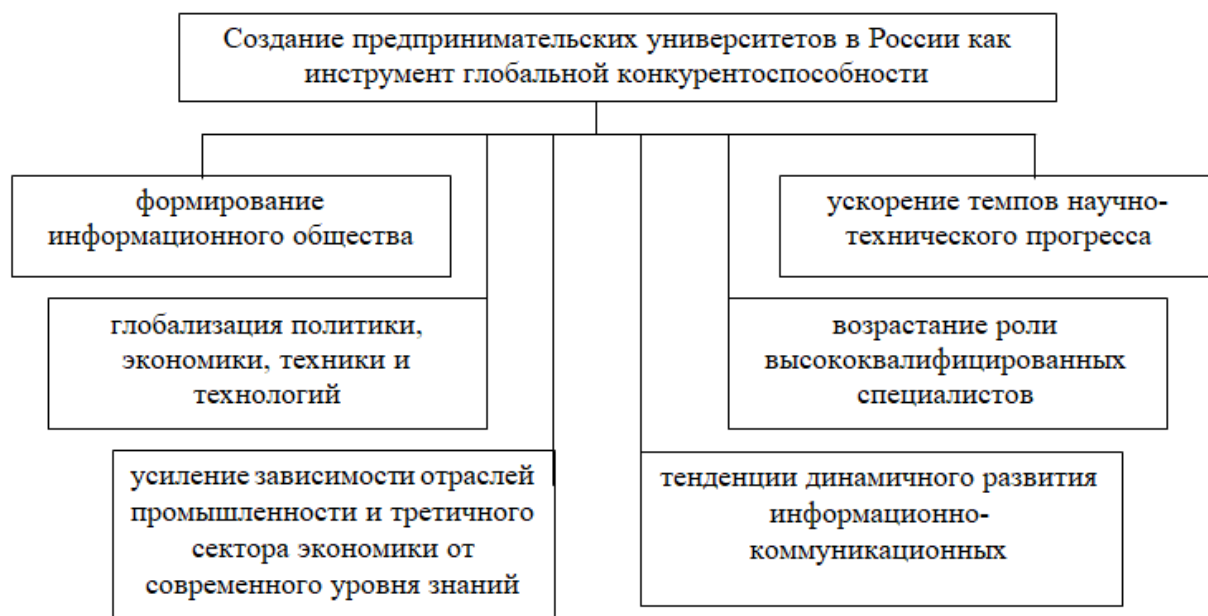 Создание предпринимательских университетов в России как
инструмент глобальной конкурентоспособности
формирование
информационного общества
ускорение темпов научно-
технического прогресса
глобализация политики,
экономики, техники и
технологий
возрастание роли
высококвалифицированных
специалистов
усиление зависимости отраслей
промышленности и третичного
сектора экономики от
современного уровня знаний
тенденции динамичного развития
информационно-
коммуникационных